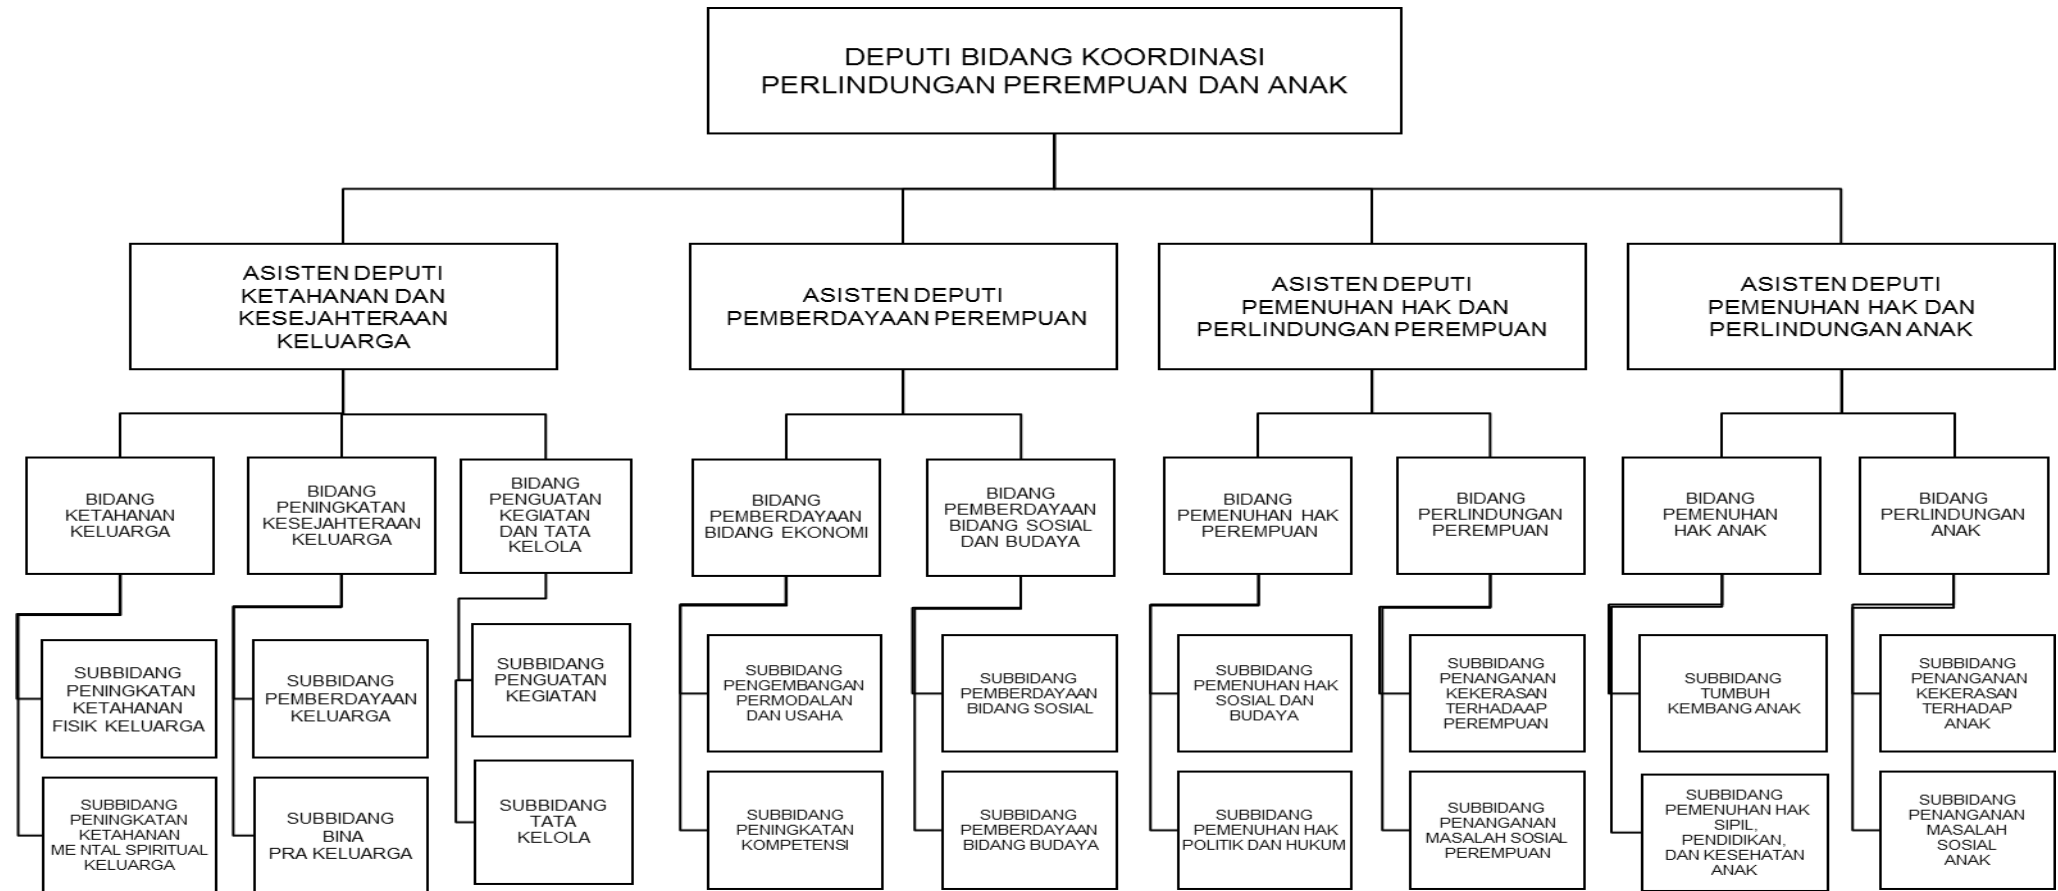 DEPUTI BIDANG KOORDINASI
PERLINDUNGAN PEREMPUAN DAN ANAK
ASISTEN DEPUTI
KETAHANAN DAN
KESEJAHTERAAN
KELUARGA
ASISTEN DEPUTI
PEMBERDAYAAN PEREMPUAN
ASISTEN DEPUTI
PEMENUHAN HAK DAN
PERLINDUNGAN PEREMPUAN
ASISTEN DEPUTI
PEMENUHAN HAK DAN
PERLINDUNGAN ANAK
BIDANG
KETAHANAN
KELUARGA
BIDANG
PENINGKATAN
KESEJAHTERAAN
KELUARGA
BIDANG
PENGUATAN
KEGIATAN
DAN TATA
KELOLA
BIDANG
PEMBERDAYAAN
BIDANG EKONOMI
BIDANG
PEMBERDAYAAN
BIDANG SOSIAL
DAN BUDAYA
BIDANG
PEMENUHAN HAK
PEREMPUAN
BIDANG
PERLINDUNGAN
PEREMPUAN
BIDANG
PEMENUHAN
HAK ANAK
BIDANG
PERLINDUNGAN
ANAK
SUBBIDANG
PENINGKATAN
KETAHANAN
FISIK KELUARGA
SUBBIDANG
PEMBERDAYAAN
KELUARGA
SUBBIDANG
PENGUATAN
KEGIATAN
SUBBIDANG
PENGEMBANGAN
PERMODALAN
DAN USAHA
SUBBIDANG
PEMBERDAYAAN
BIDANG SOSIAL
SUBBIDANG
PEMENUHAN HAK
SOSIAL DAN
BUDAYA
SUBBIDANG
PENANGANAN
KEKERASAN
TERHADAAP
PEREMPUAN
SUBBIDANG
TUMBUH
KEMBANG ANAK
SUBBIDANG
PENANGANAN
KEKERASAN
TERHADAP
ANAK
SUBBIDANG
PENINGKATAN
KETAHANAN
ME NTAL SPIRITUAL
KELUARGA
SUBBIDANG
BINA
PRA KELUARGA
SUBBIDANG
TATA
KELOLA
SUBBIDANG
PENINGKATAN
KOMPETENSI
SUBBIDANG
PEMBERDAYAAN
BIDANG BUDAYA
SUBBIDANG
PEMENUHAN HAK
POLITIK DAN HUKUM
SUBBIDANG
PENANGANAN
MASALAH SOSIAL
PEREMPUAN
SUBBIDANG
PEMENUHAN HAK
SIPIL,
PENDIDIKAN,
DAN KESEHATAN
ANAK
SUBBIDANG
PENANGANAN
MASALAH
SOSIAL
ANAK